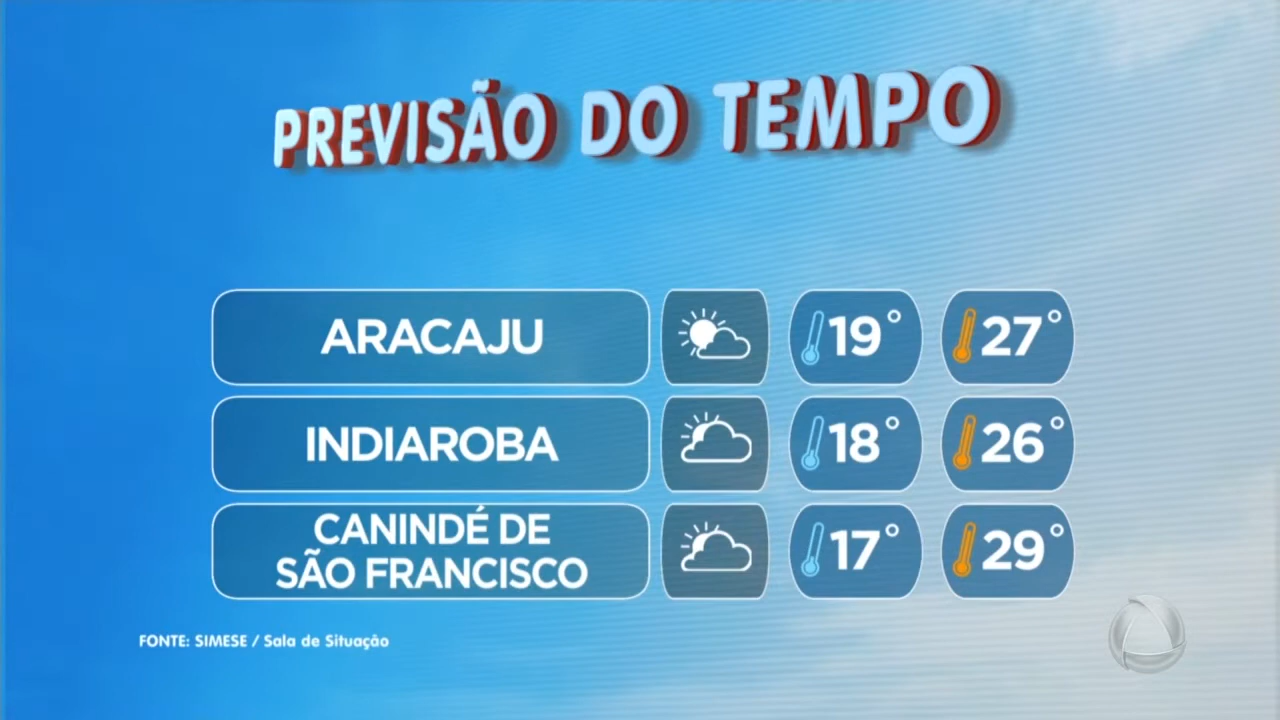 PREVISÃO DO TEMPO
ARACAJU 19° 27°
INDIAROBA 18° 26°
CANINDÉ DE
SÃO FRANCISCO 17° 29°
FONTE: SIMESE / Sala de Situação